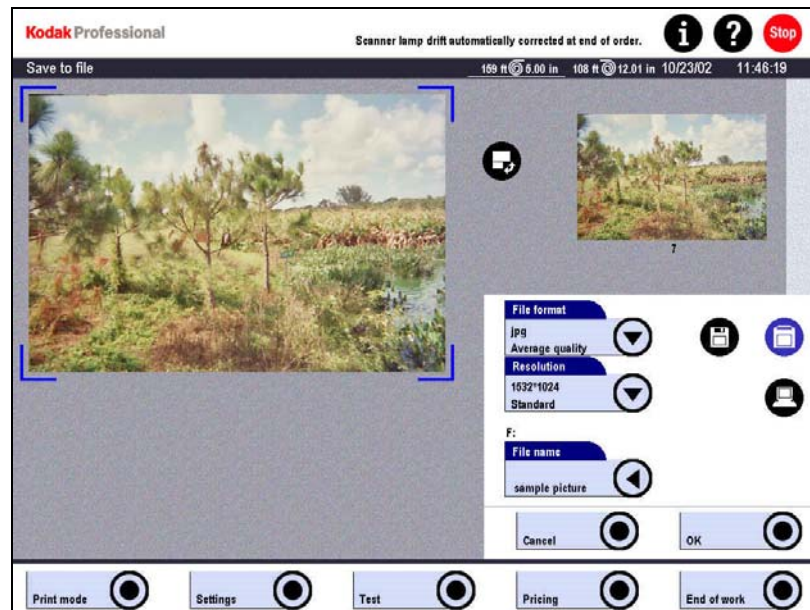 Kodak Professional
Scanner lamp drift automatically corrected at end of order.
i
?
Stop
Save to file
159 ft 5.00 in
108 ft 12.01 in
10/23/02
11:46:19
7
File format
jpg
Average quality
Resolution
1532*1024
Standard
F:
File name
sample picture
Cancel
OK
Print mode
Settings
Test
Pricing
End of work